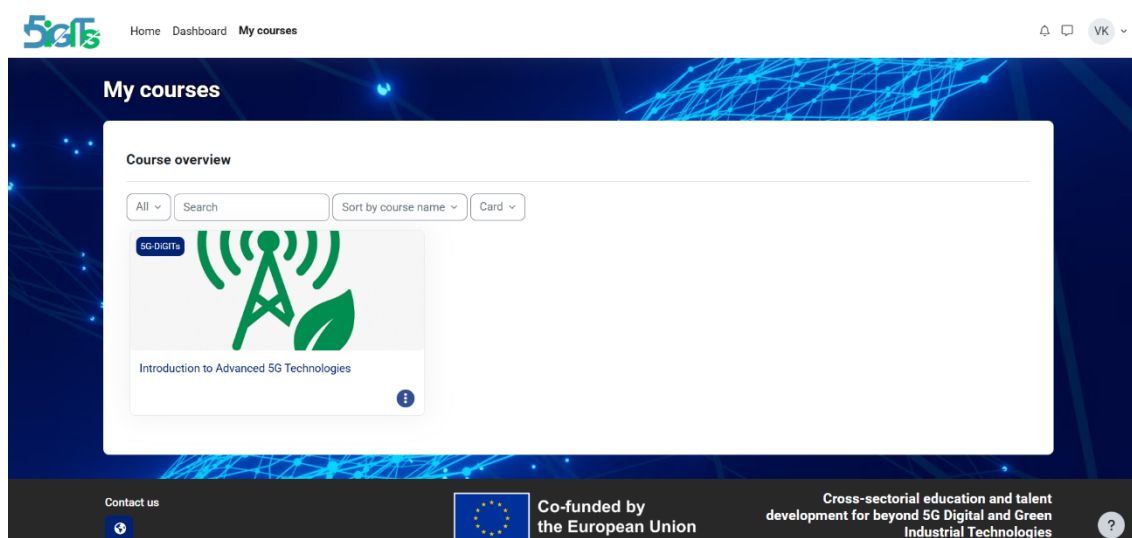 5iGITs
Home Dashboard My courses
VK
My courses
Course overview
All
Search
Sort by course name
Card
5G-DiGITs
Introduction to Advanced 5G Technologies
Contact us
Co-funded by
the European Union
Cross-sectorial education and talent
development for beyond 5G Digital and Green
Industrial Technologies
?